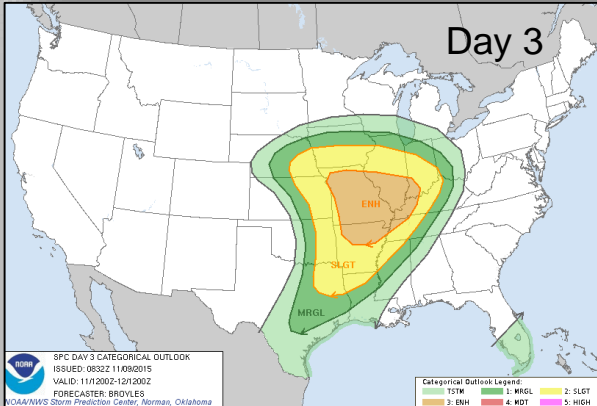 Day 3
ENH
SLGT
MRGL
NOAA
SPC DAY 3 CATEGORICAL OUTLOOK
ISSUED: 0832Z 11/09/2015
VALID: 11/1200Z-12/1200Z
FORECASTER: BROYLES
NOAA/NWS Storm Prediction Center, Norman, Oklahoma
Categorical Outlook Legend:
TSTM 1: MRGL 2: SLGT
3: ENH 4: MDT 5: HIGH